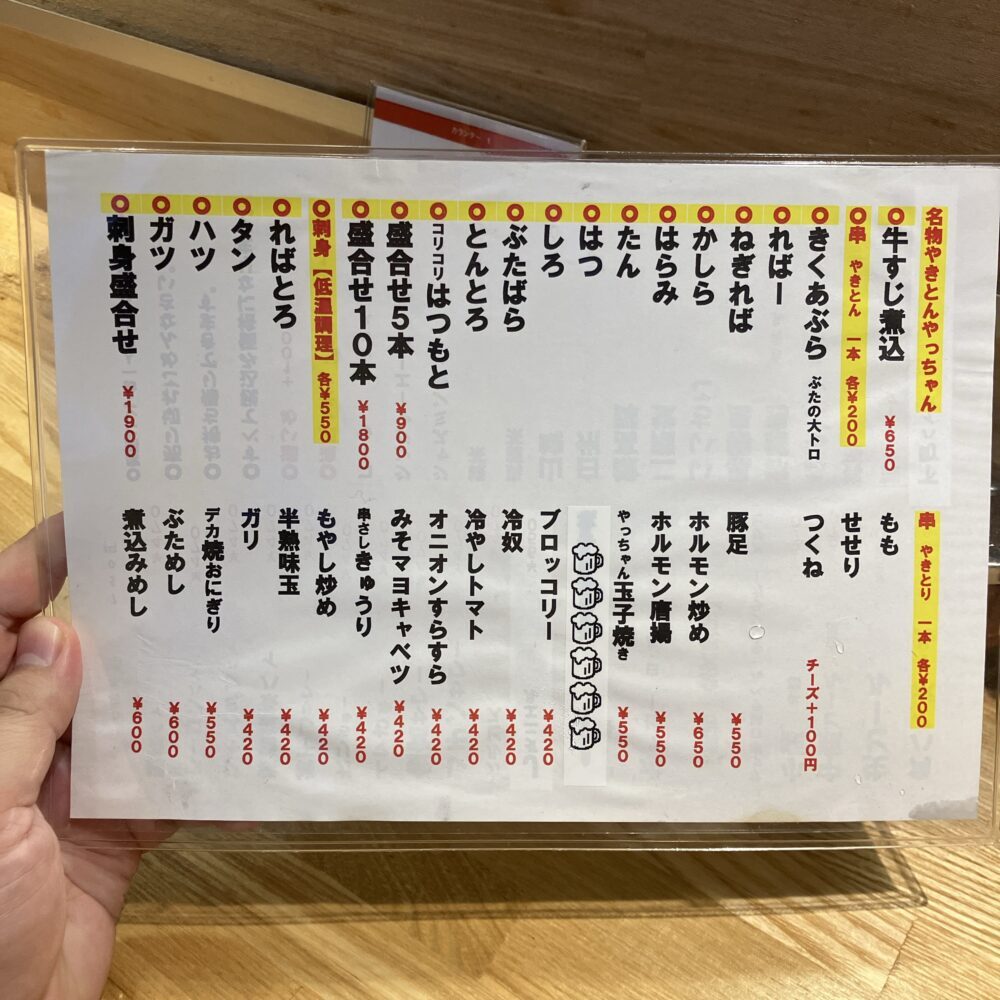 カウンター 1
名物やきとんやっちゃん
牛すじ煮込 ¥650
串 やきとん 一本 各¥200
きくあぶら ぶたの大トロ
ればー
ねぎれば
かしら
はらみ
たん
はつ
しろ
ぶたばら
とんとろ
コリコリはつもと
盛合せ5本 ¥900
盛合せ10本 ¥1800
刺身【低温調理】各¥550
ればとろ
タン
ハツ
ガツ
刺身盛合せ ¥1900
串 やきとり 一本 各¥200
もも
せせり
つくね チーズ+100円
豚足 ¥550
ホルモン炒め ¥650
ホルモン唐揚 ¥550
やっちゃん玉子焼き ¥550
ブロッコリー ¥420
冷奴 ¥420
冷やしトマト ¥420
オニオンすらすら ¥420
みそマヨキャベツ ¥420
串さしきゅうり ¥420
もやし炒め ¥420
半熟味玉 ¥420
ガリ ¥420
デカ焼おにぎり ¥550
ぶためし ¥600
煮込みめし ¥600